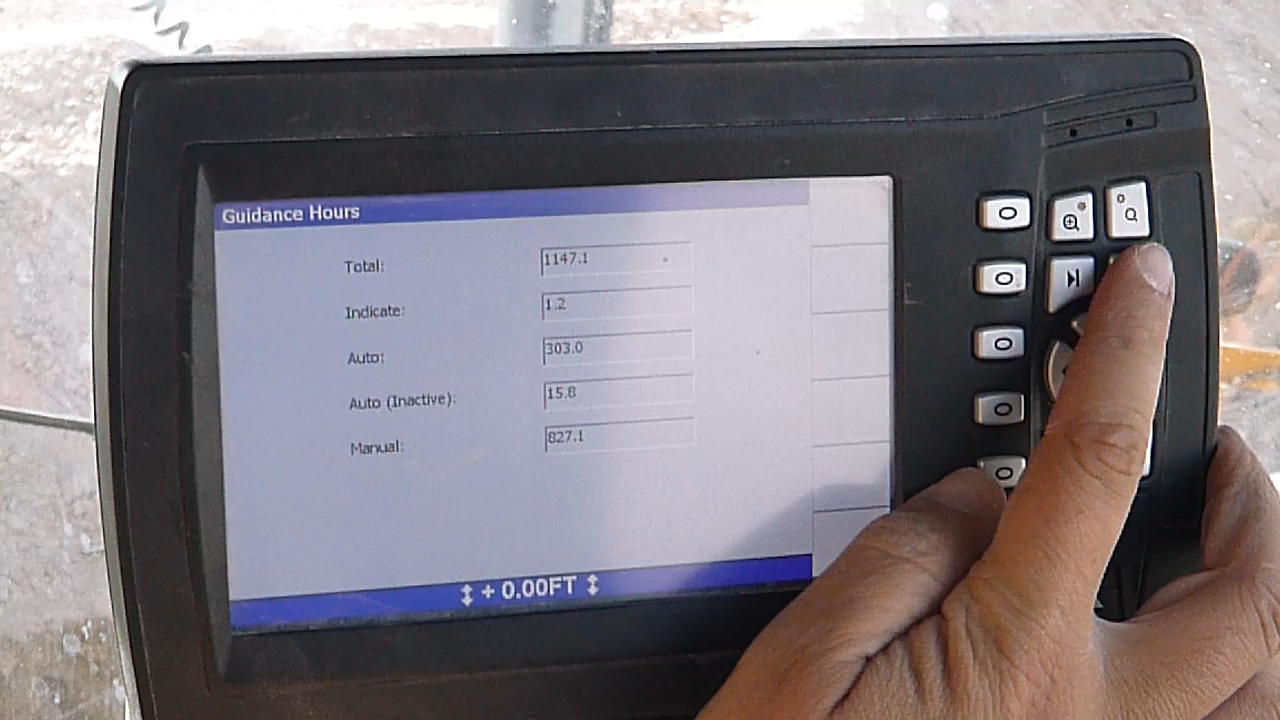 Guidance Hours
Total: 1147.1
Indicate: 1.2
Auto: 303.0
Auto (Inactive): 15.8
Manual: 827.1
+ 0.00FT